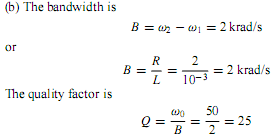 (b) The bandwidth is
B = ω₂ − ω₁ = 2 krad/s
or
B = R/L = 2/10⁻³ = 2 krad/s
The quality factor is
Q = ω₀/B = 50/2 = 25